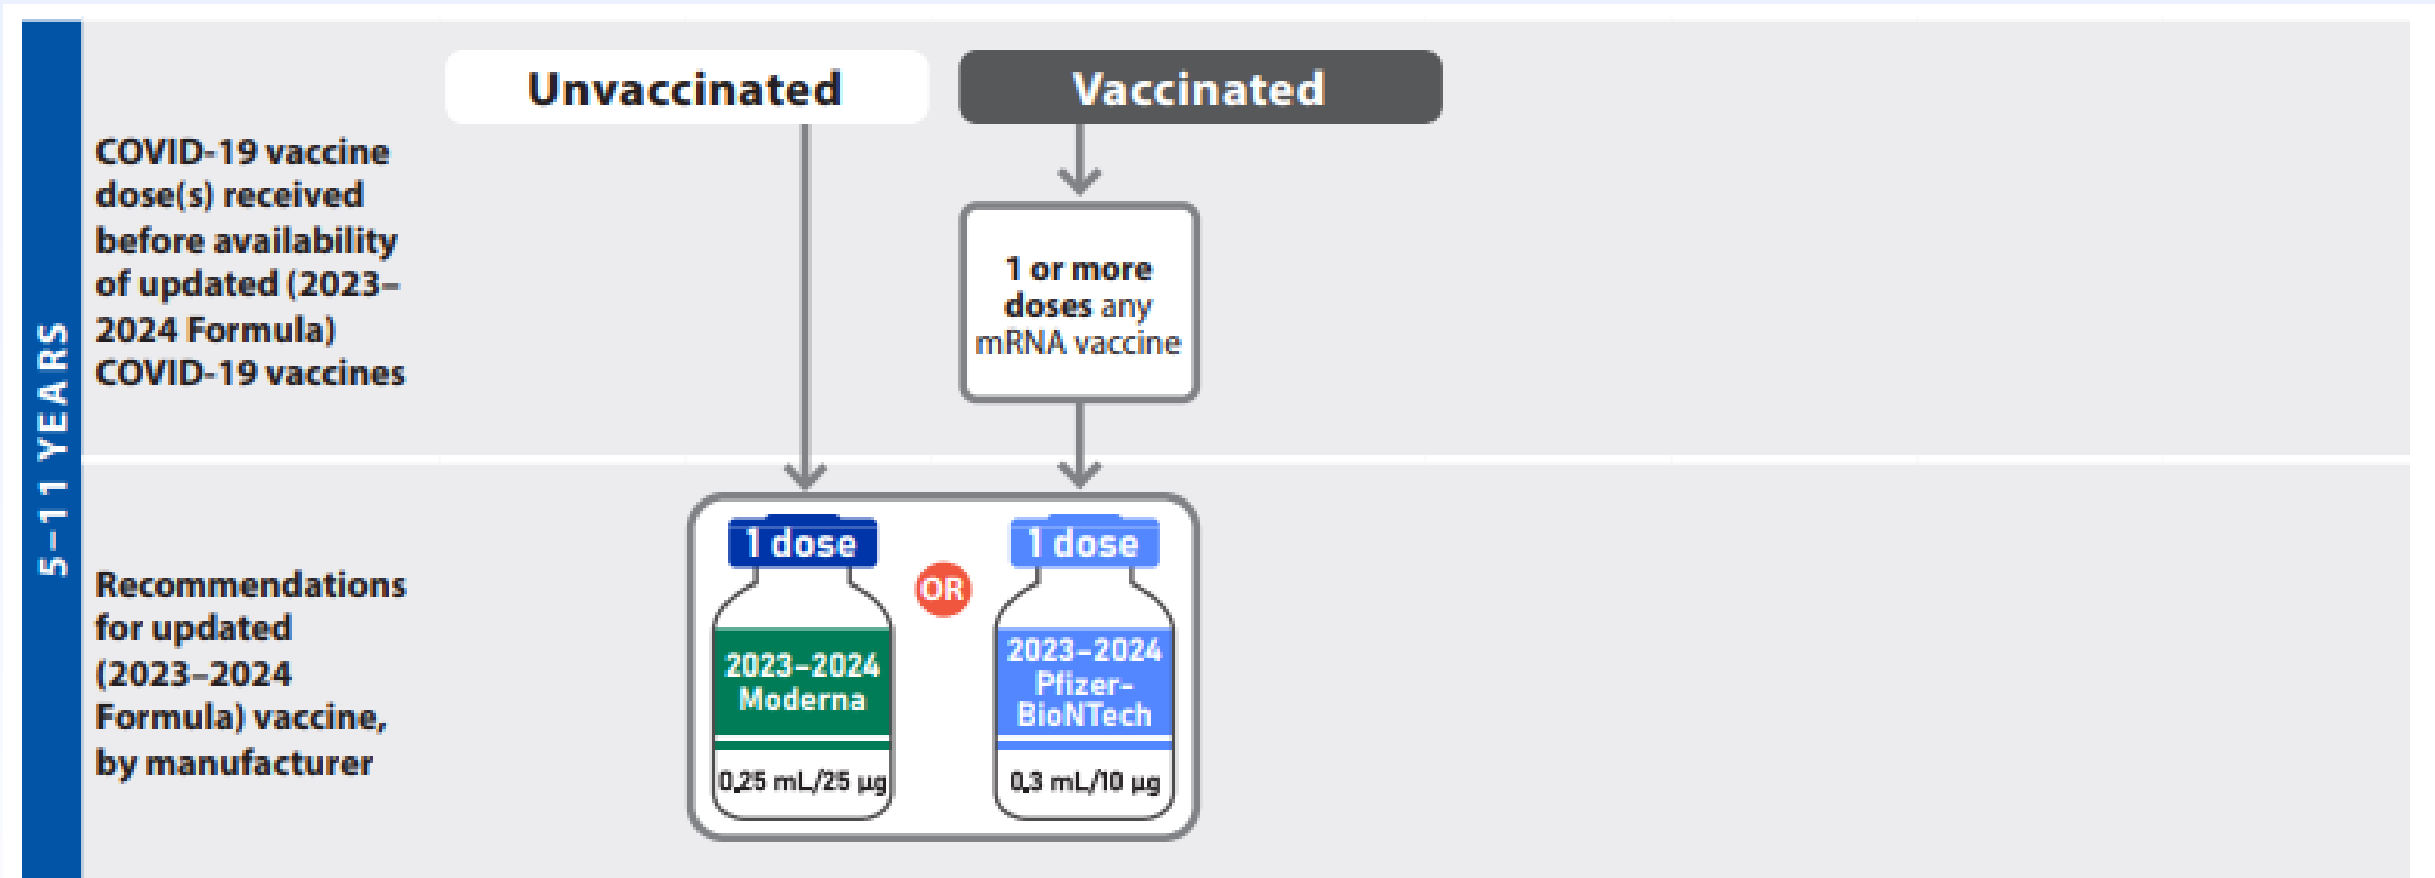 5–11 YEARS
Unvaccinated
Vaccinated
COVID-19 vaccine
dose(s) received
before availability
of updated (2023–
2024 Formula)
COVID-19 vaccines
1 or more
doses any
mRNA vaccine
Recommendations
for updated
(2023–2024
Formula) vaccine,
by manufacturer
1 dose
2023–2024
Moderna
0.25 mL/25 µg
OR
1 dose
2023–2024
Pfizer–
BioNTech
0.3 mL/10 µg